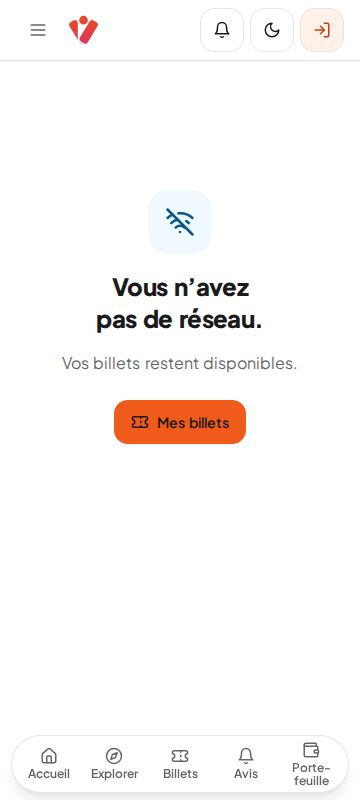 Vous n’avez
pas de réseau.
Vos billets restent disponibles.
Mes billets
Accueil
Explorer
Billets
Avis
Porte-
feuille